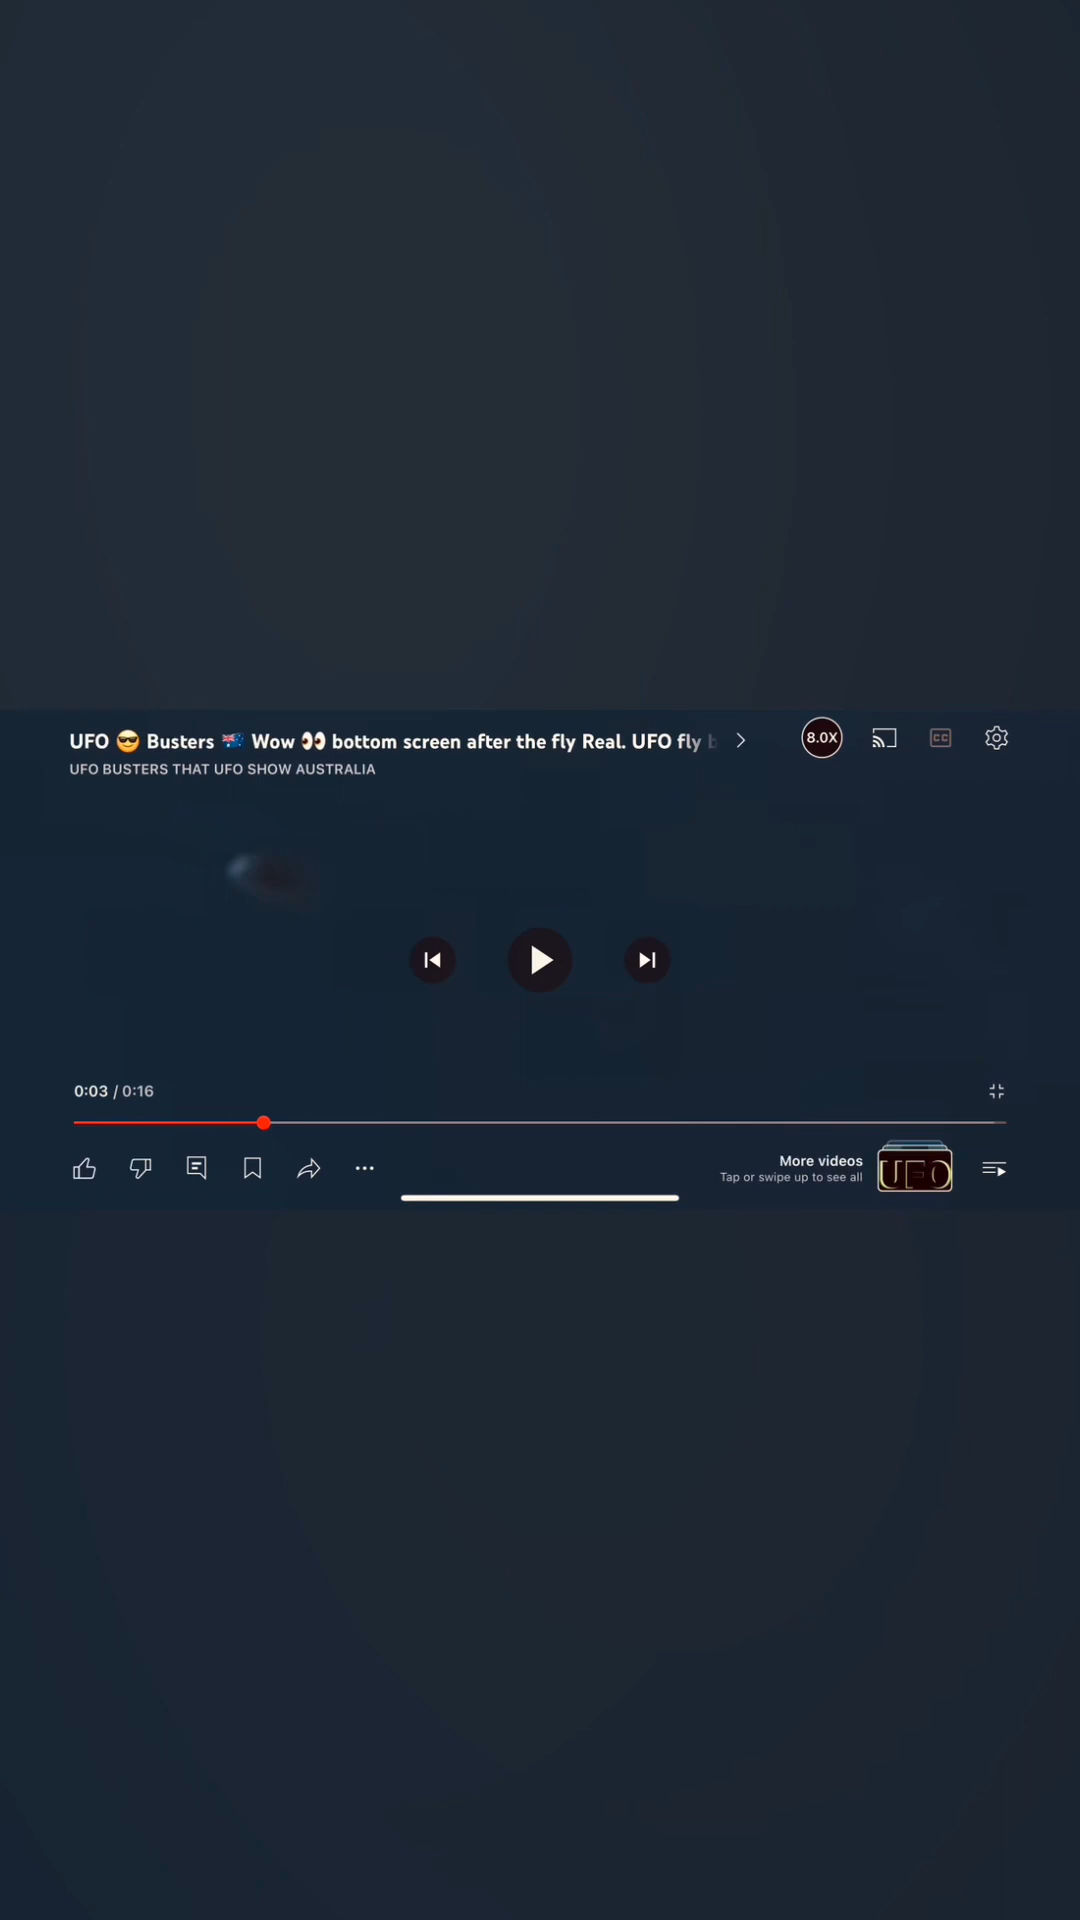 UFO 😎 Busters 🇦🇺 Wow 👀 bottom screen after the fly Real. UFO fly
8.0X
CC
UFO BUSTERS THAT UFO SHOW AUSTRALIA
0:03 / 0:16
More videos
Tap or swipe up to see all
UFO